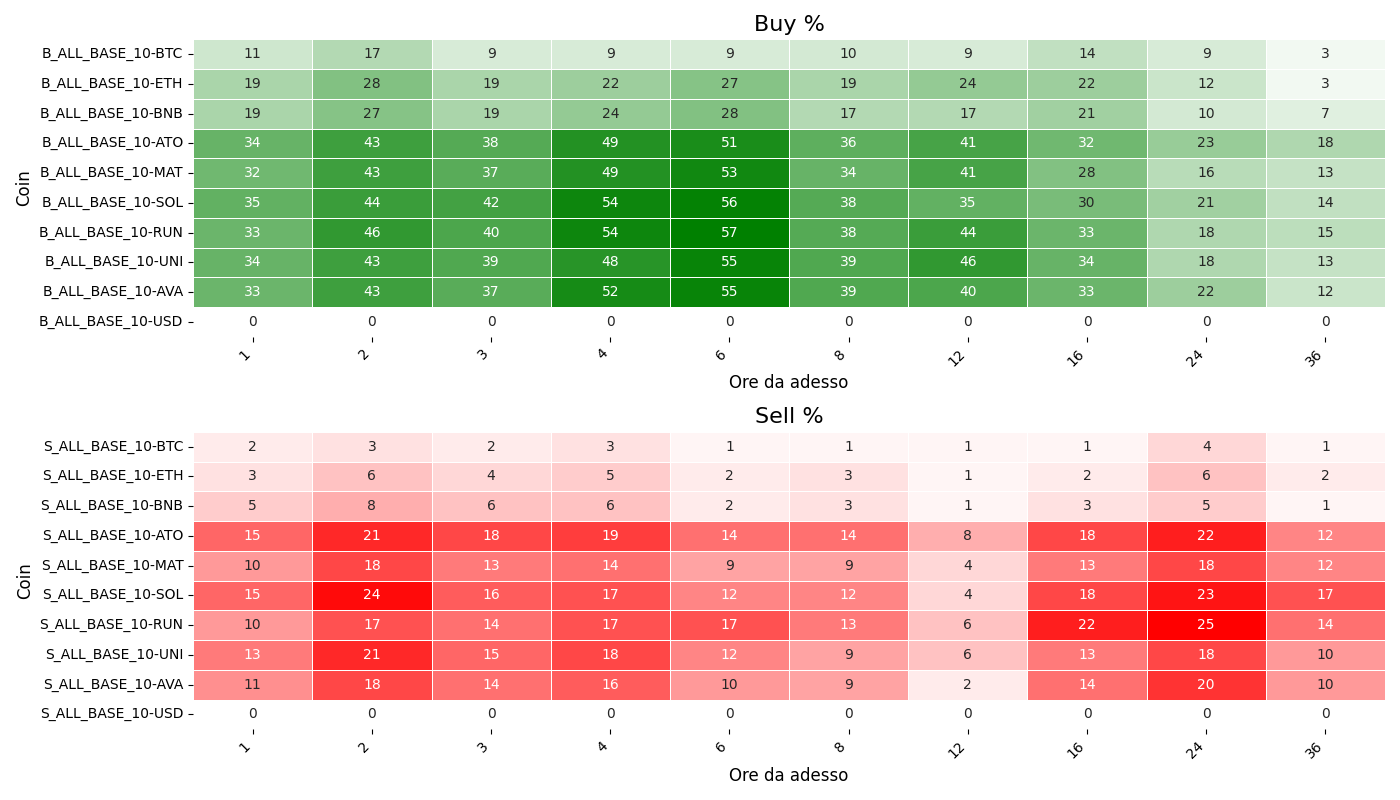 Buy %
B_ALL_BASE_10-BTC 11 17 9 9 9 10 9 14 9 3
B_ALL_BASE_10-ETH 19 28 19 22 27 19 24 22 12 3
B_ALL_BASE_10-BNB 19 27 19 24 28 17 17 21 10 7
B_ALL_BASE_10-ATO 34 43 38 49 51 36 41 32 23 18
B_ALL_BASE_10-MAT 32 43 37 49 53 34 41 28 16 13
Coin
B_ALL_BASE_10-SOL 35 44 42 54 56 38 35 30 21 14
B_ALL_BASE_10-RUN 33 46 40 54 57 38 44 33 18 15
B_ALL_BASE_10-UNI 34 43 39 48 55 39 46 34 18 13
B_ALL_BASE_10-AVA 33 43 37 52 55 39 40 33 22 12
B_ALL_BASE_10-USD 0 0 0 0 0 0 0 0 0 0
1 2 3 4 6 8 12 16 24 36
Ore da adesso
Sell %
S_ALL_BASE_10-BTC 2 3 2 3 1 1 1 1 4 1
S_ALL_BASE_10-ETH 3 6 4 5 2 3 1 2 6 2
S_ALL_BASE_10-BNB 5 8 6 6 2 3 1 3 5 1
S_ALL_BASE_10-ATO 15 21 18 19 14 14 8 18 22 12
S_ALL_BASE_10-MAT 10 18 13 14 9 9 4 13 18 12
Coin
S_ALL_BASE_10-SOL 15 24 16 17 12 12 4 18 23 17
S_ALL_BASE_10-RUN 10 17 14 17 17 13 6 22 25 14
S_ALL_BASE_10-UNI 13 21 15 18 12 9 6 13 18 10
S_ALL_BASE_10-AVA 11 18 14 16 10 9 2 14 20 10
S_ALL_BASE_10-USD 0 0 0 0 0 0 0 0 0 0
1 2 3 4 6 8 12 16 24 36
Ore da adesso